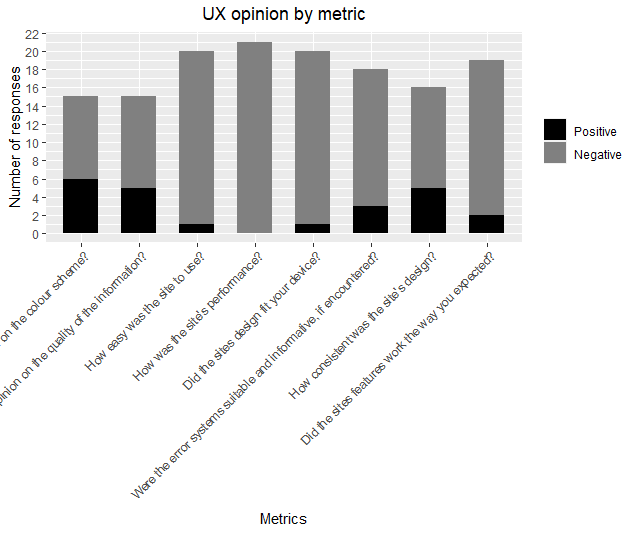 UX opinion by metric
Number of responses
22
20
18
16
14
12
10
8
6
4
2
0
on the colour scheme?
pinion on the quality of the information?
How easy was the site to use?
How was the site's performance?
Did the sites design fit your device?
Were the error systems suitable and informative, if encountered?
How consistent was the site's design?
Did the sites features work the way you expected?
Metrics
Positive
Negative